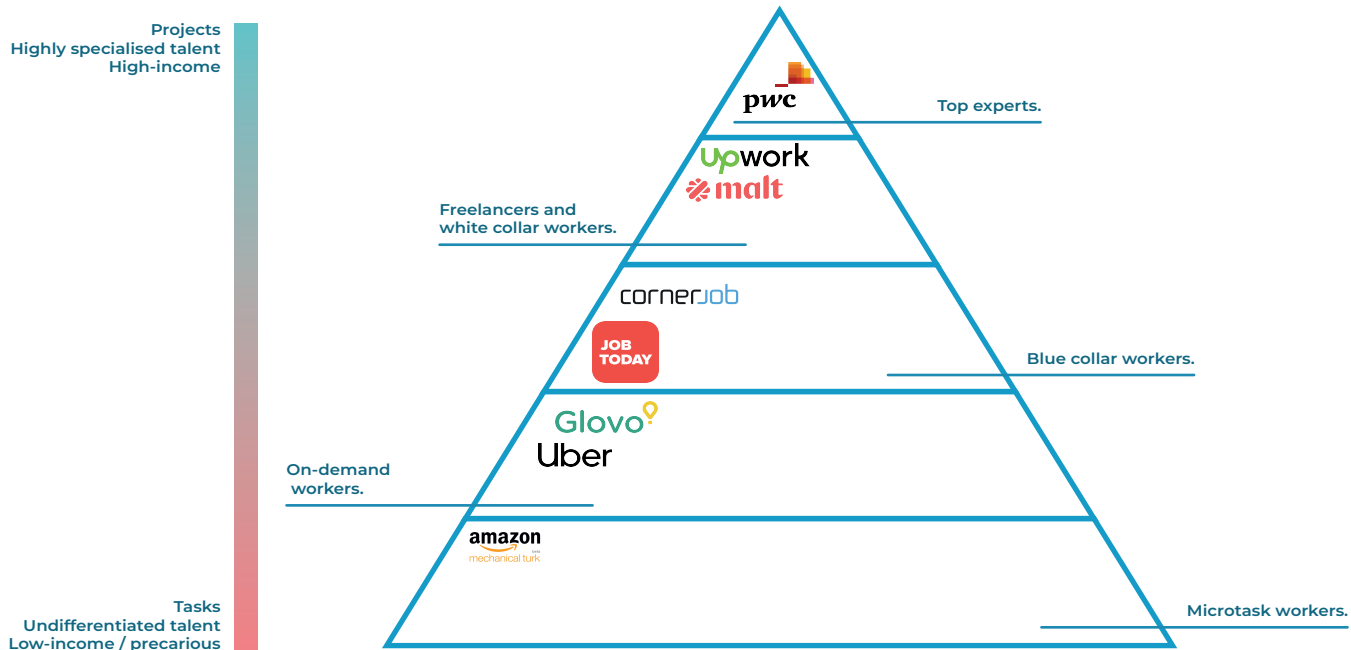 Projects
Highly specialised talent
High-income
pwc
Top experts.
upwork
malt
Freelancers and
white collar workers.
cornerjob
JOB
TODAY
Blue collar workers.
Glovo
Uber
On-demand
workers.
amazon
mechanical turk
Tasks
Undifferentiated talent
Low-income / precarious
Microtask workers.